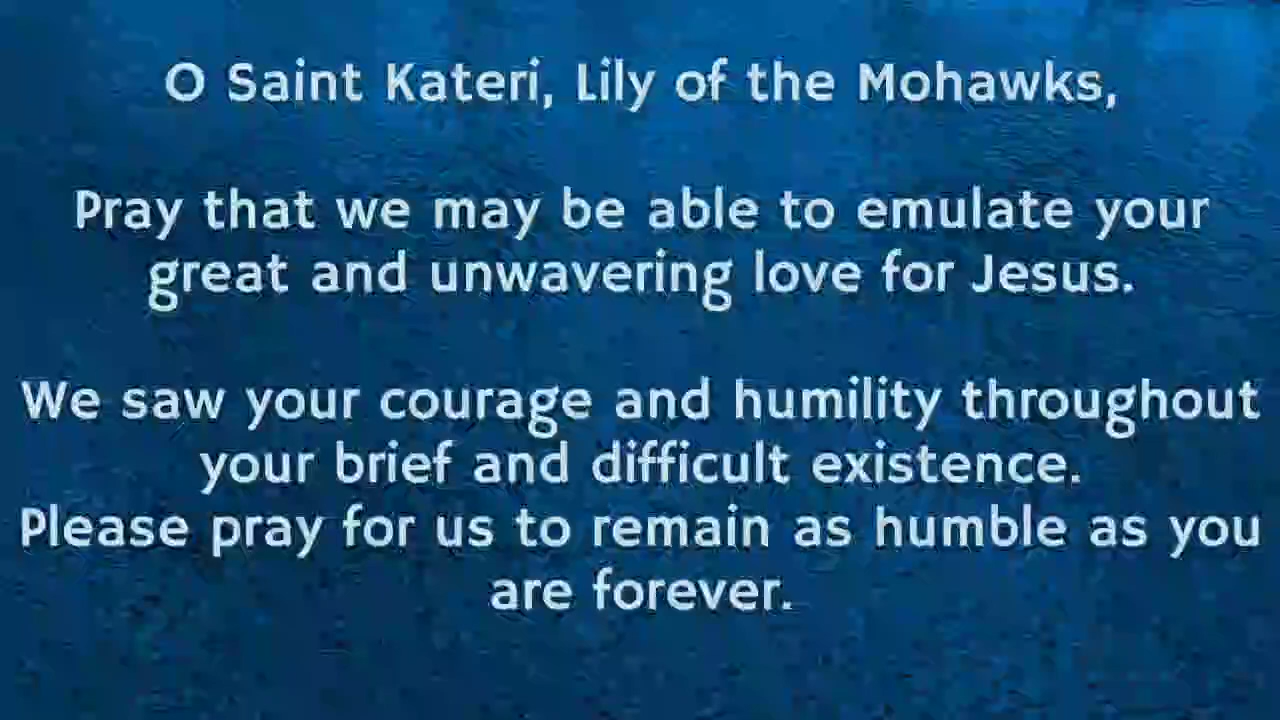 O Saint Kateri, Lily of the Mohawks,
Pray that we may be able to emulate your
great and unwavering love for Jesus.
We saw your courage and humility throughout
your brief and difficult existence.
Please pray for us to remain as humble as you
are forever.